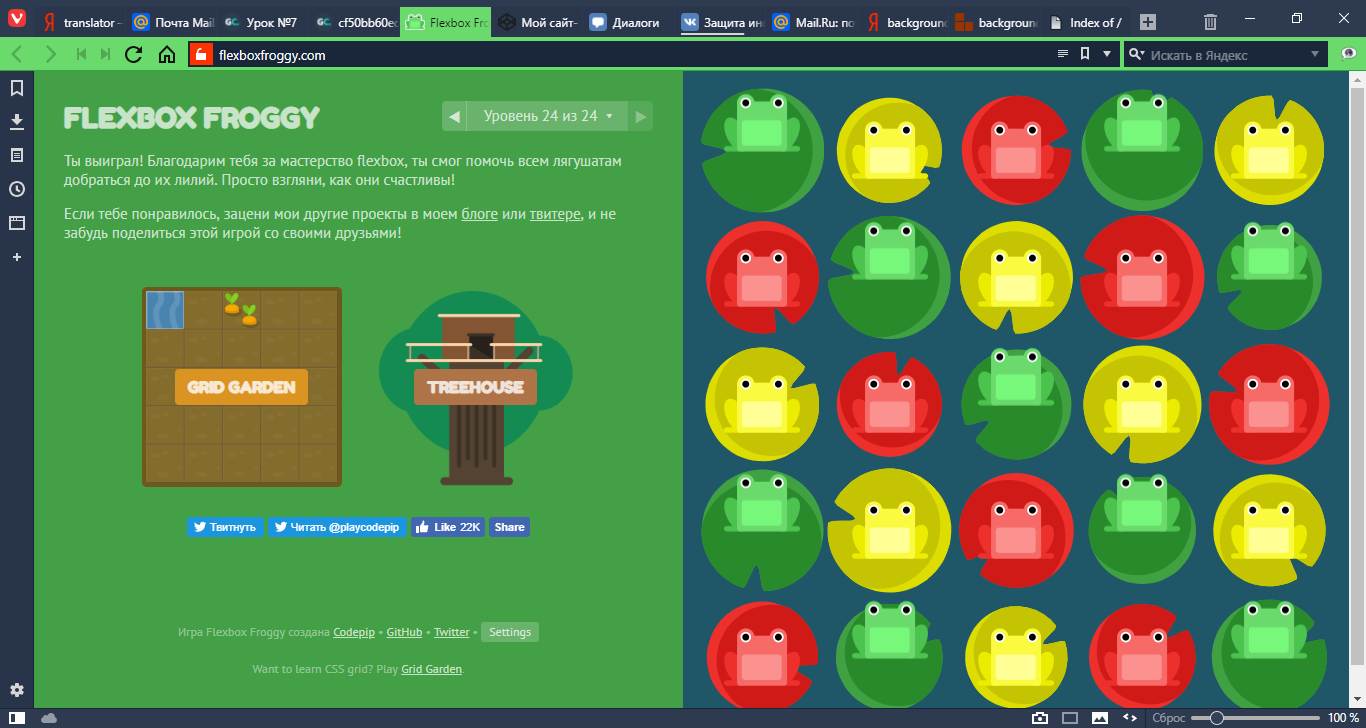 translator –
Почта Mail
Урок №7
cf50bb60ec
Flexbox Fro
Мой сайт-
Диалоги
Защита инф
Mail.Ru: по
background
background
Index of /
flexboxfroggy.com
Искать в Яндекс
FLEXBOX FROGGY
Уровень 24 из 24
Ты выиграл! Благодарим тебя за мастерство flexbox, ты смог помочь всем лягушатам
добраться до их лилий. Просто взгляни, как они счастливы!
Если тебе понравилось, зацени мои другие проекты в моем блоге или твитере, и не
забудь поделиться этой игрой со своими друзьями!
GRID GARDEN
TREEHOUSE
Твитнуть
Читать @playcodepip
Like 22K
Share
Игра Flexbox Froggy создана Codepip • GitHub • Twitter • Settings
Want to learn CSS grid? Play Grid Garden.
Сброс
100 %